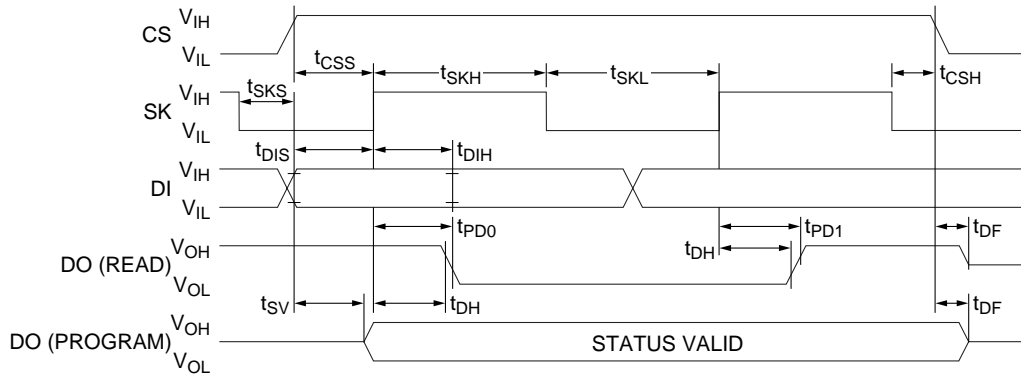 CS VIH
VIL
tCSS
tSKH
tSKL
tCSH
SK VIH
VIL
tSKS
tDIS
tDIH
DI VIH
VIL
tPD0
tPD1
tDF
DO (READ) VOH
VOL
tDH
tSV
tDH
tDF
DO (PROGRAM) VOH
VOL
STATUS VALID